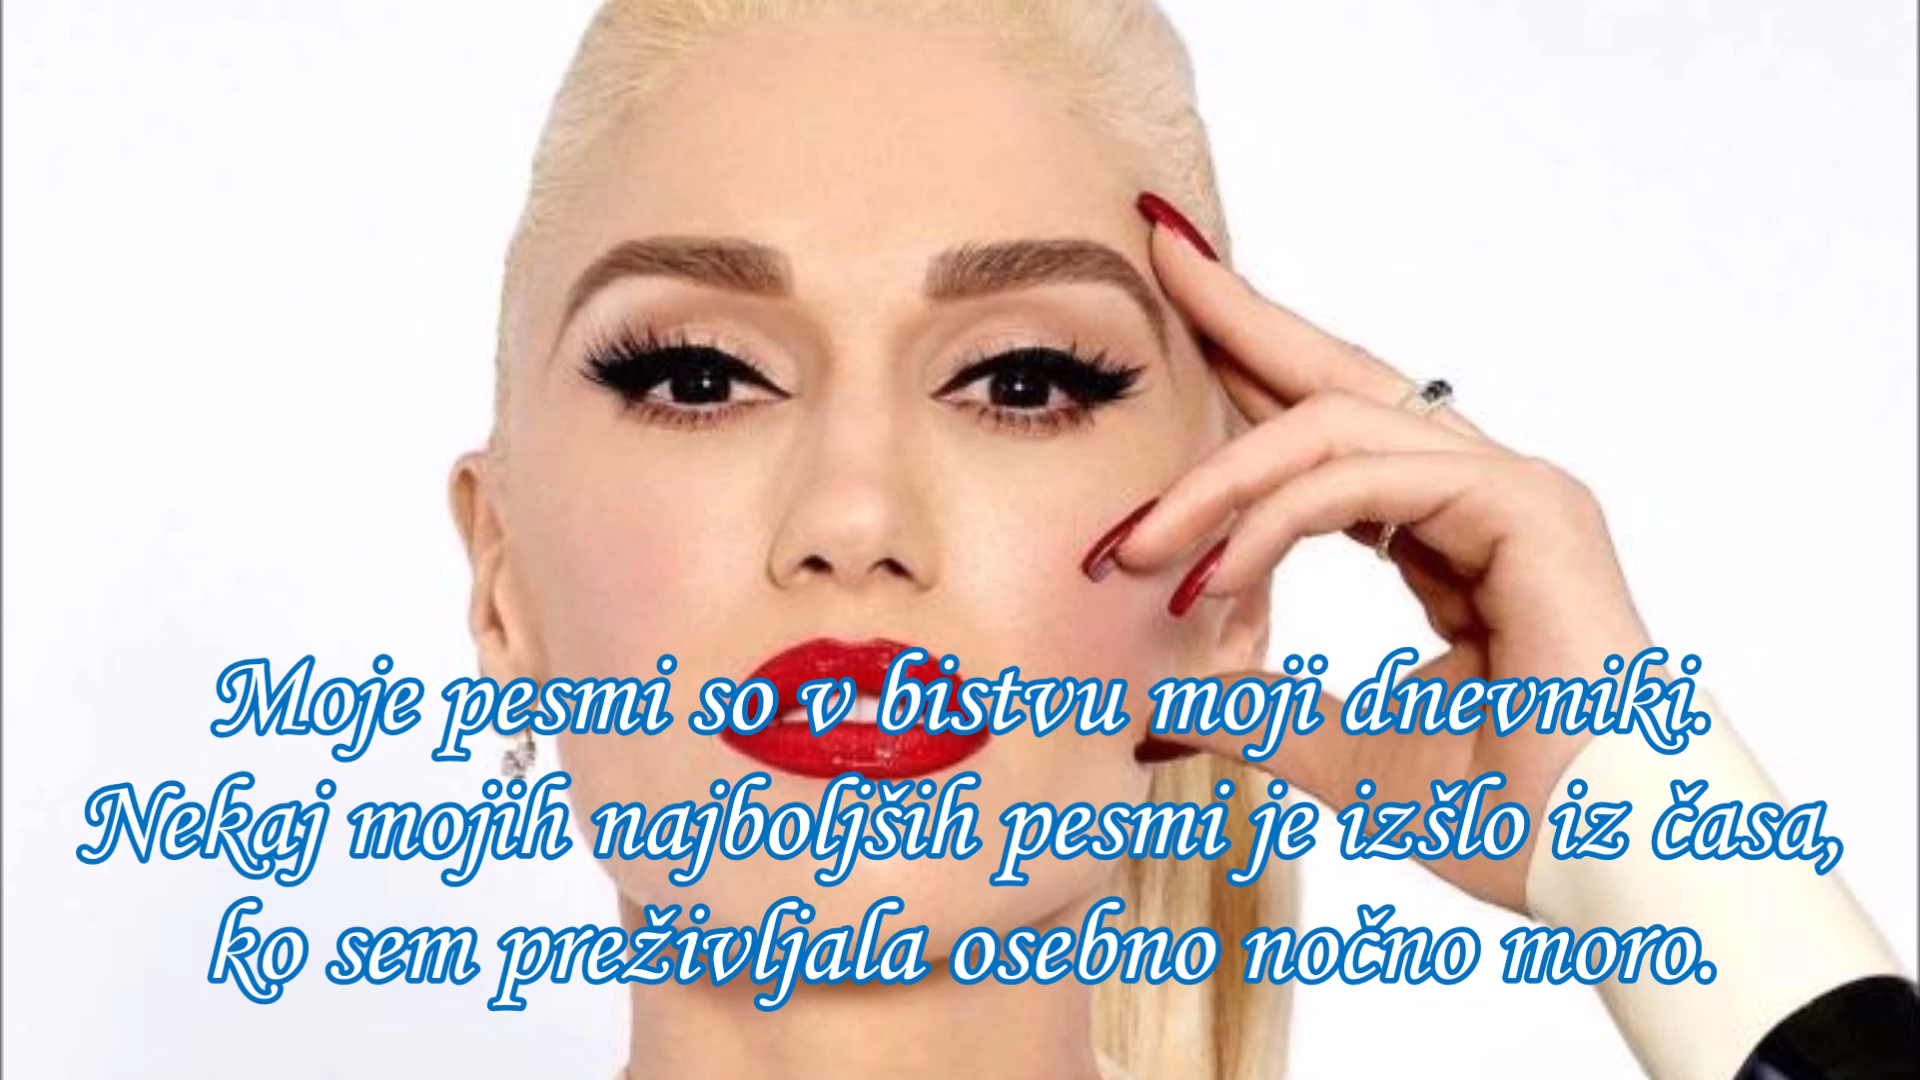 Moje pesmi so v bistvu moji dnevniki.
Nekaj mojih najboljših pesmi je izšlo iz časa,
ko sem preživljala osebno nočno moro.